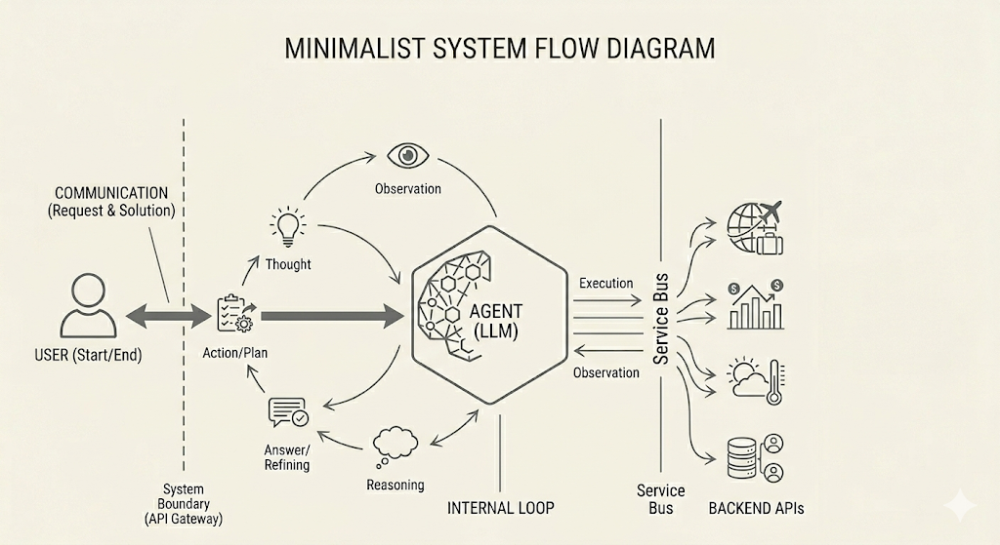 MINIMALIST SYSTEM FLOW DIAGRAM
COMMUNICATION
(Request & Solution)
Observation
Thought
USER (Start/End)
Action/Plan
AGENT
(LLM)
Execution
Observation
Service Bus
$
$
Answer/
Refining
Reasoning
System
Boundary
(API Gateway)
INTERNAL LOOP
Service
Bus
BACKEND APIs